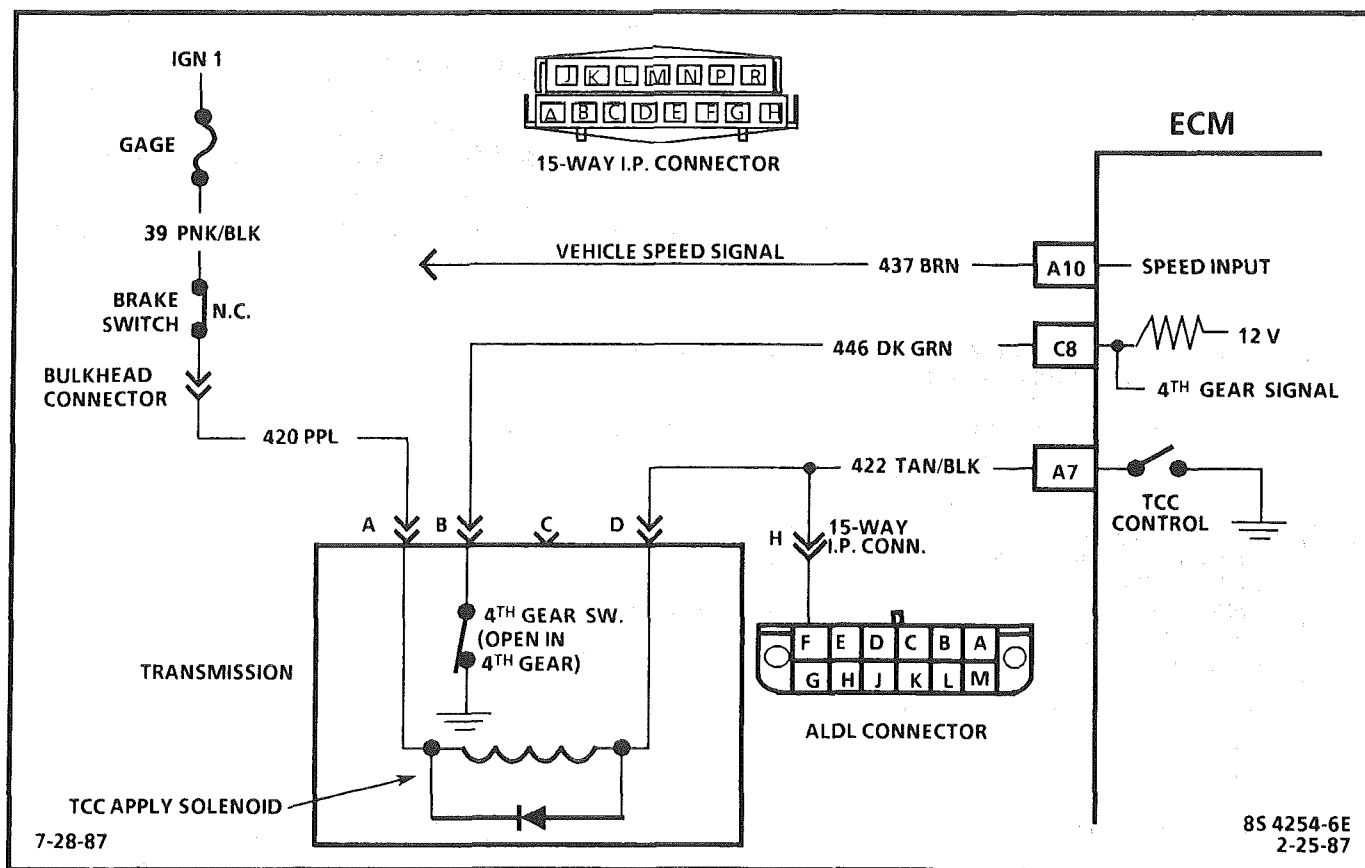 IGN 1
GAGE
39 PNK/BLK
BRAKE
SWITCH
N.C.
BULKHEAD
CONNECTOR
420 PPL
J K L M N P R
A B C D E F G H
15-WAY I.P. CONNECTOR
ECM
VEHICLE SPEED SIGNAL
437 BRN
A10
SPEED INPUT
446 DK GRN
C8
12 V
4TH GEAR SIGNAL
422 TAN/BLK
A7
TCC
CONTROL
A B C D
H
15-WAY
I.P. CONN.
4TH GEAR SW.
(OPEN IN
4TH GEAR)
TRANSMISSION
F E D C B A
G H J K L M
ALDL CONNECTOR
TCC APPLY SOLENOID
7-28-87
8S 4254-6E
2-25-87